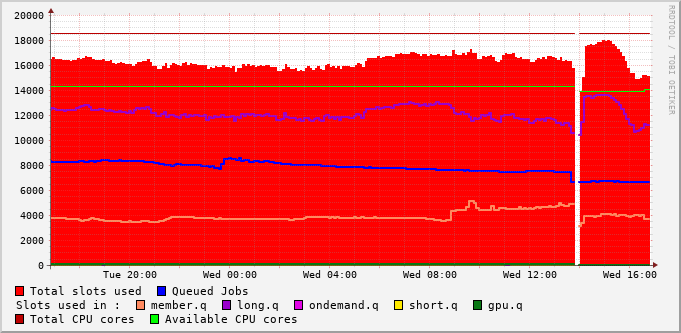 20000
18000
16000
14000
12000
10000
8000
6000
4000
2000
0
Tue 20:00 Wed 00:00 Wed 04:00 Wed 08:00 Wed 12:00 Wed 16:00
RRDTOOL / TOBI OETIKER
Total slots used Queued Jobs
Slots used in : member.q long.q ondemand.q short.q gpu.q
Total CPU cores Available CPU cores